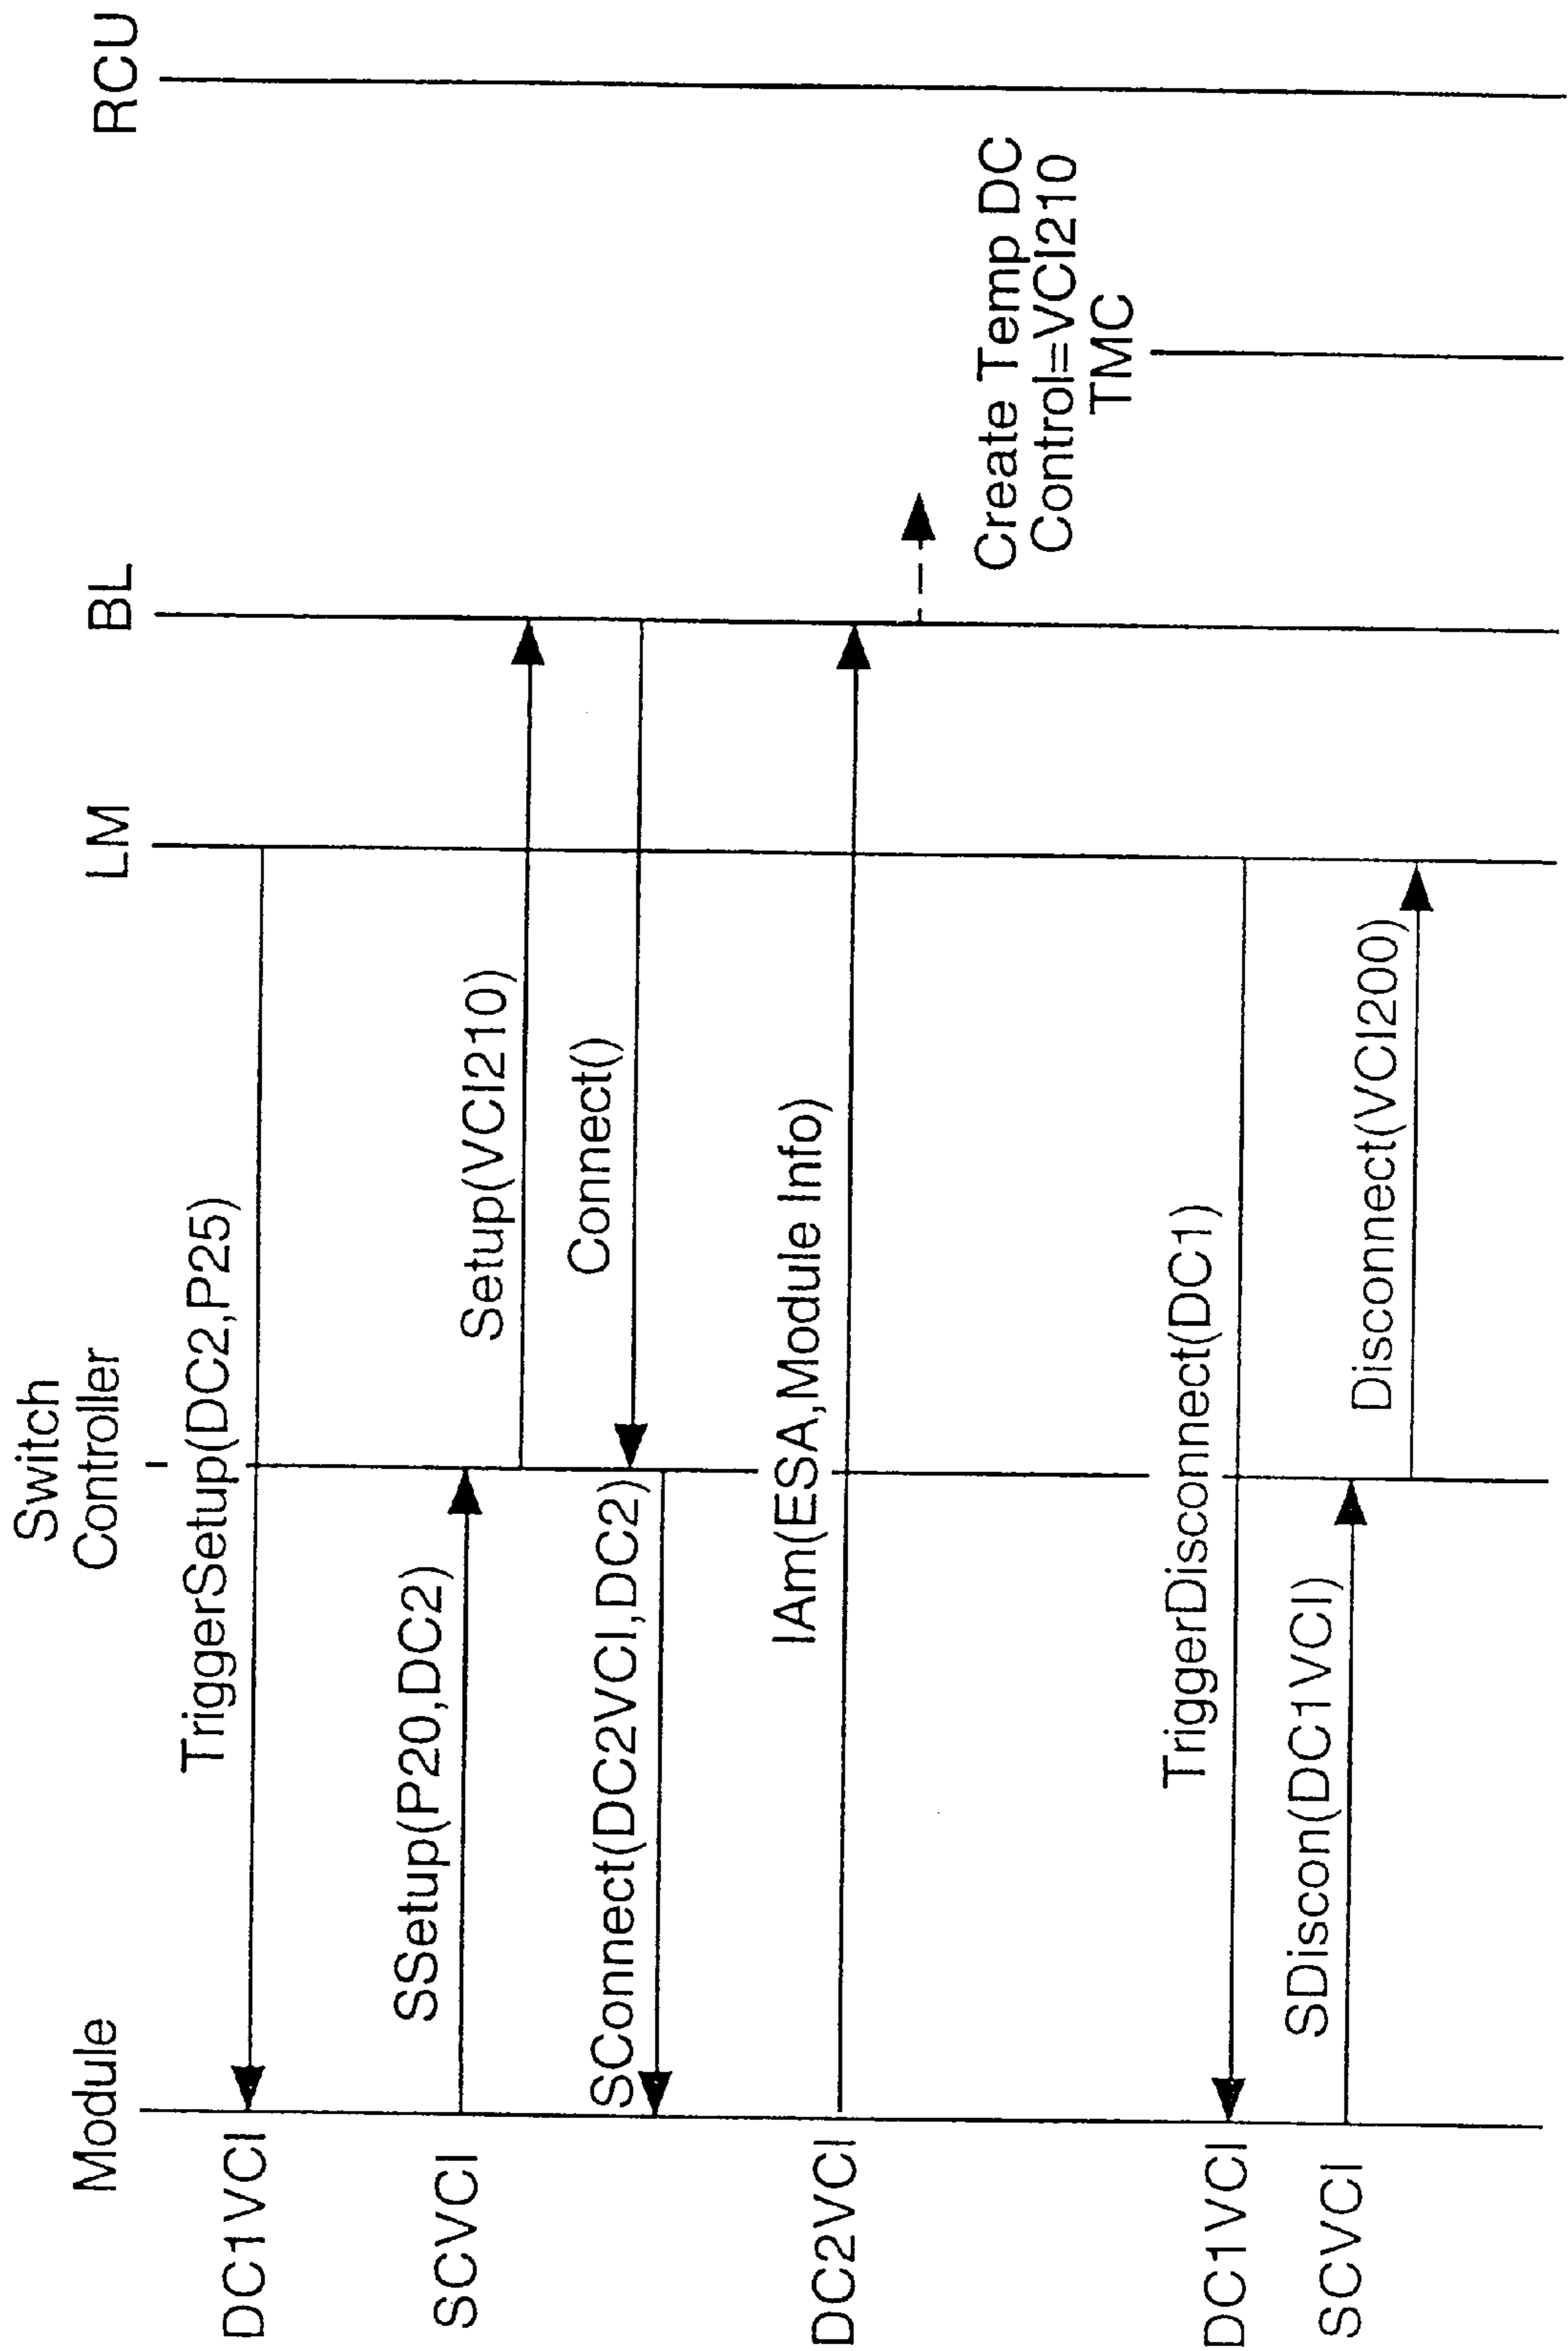 Module
Switch
Controller
LM
BL
RCU
DC1VCI
TriggerSetup(DC2,P25)
SCVCI
SSetup(P20,DC2)
Setup(VCI210)
Connect()
SConnect(DC2VCI,DC2)
DC2VCI
IAm(ESA,Module Info)
Create Temp DC
Control=VCI210
TMC
DC1VCI
TriggerDisconnect(DC1)
SCVCI
SDiscon(DC1VCI)
Disconnect(VCI200)